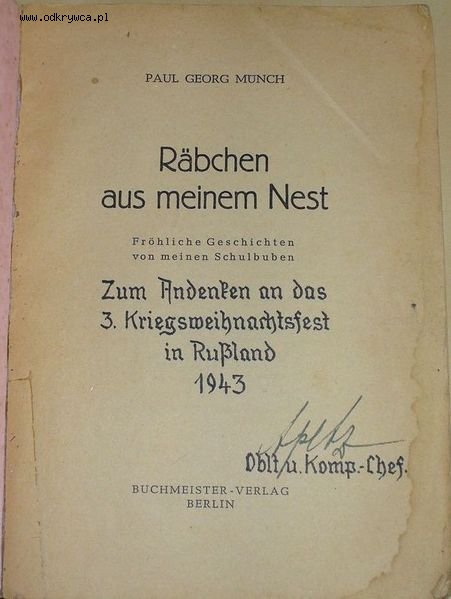 www.odkrywca.pl
PAUL GEORG MÜNCH
Räbchen
aus meinem Nest
Fröhliche Geschichten
von meinen Schulbuben
Zum Andenken an das
3. Kriegsweihnachtsfest
in Rußland
1943
Oblt. u. Komp.-Chef.
BUCHMEISTER-VERLAG
BERLIN